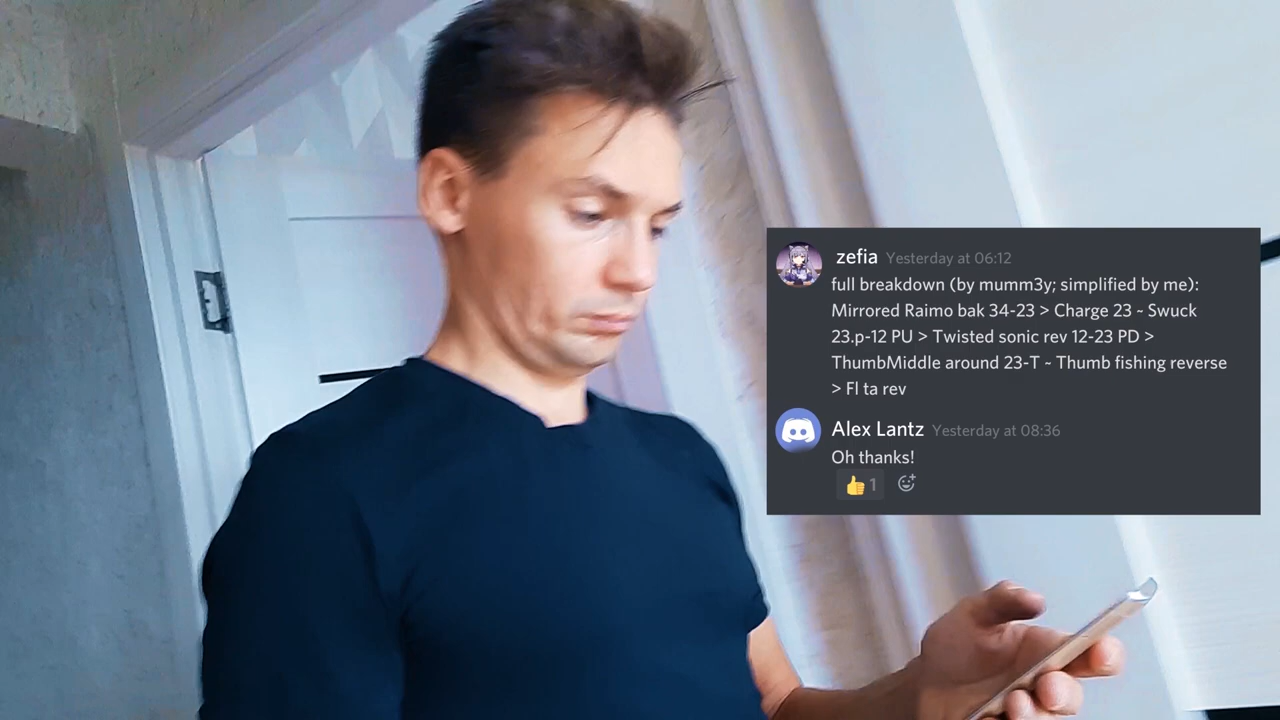 zefia Yesterday at 06:12
full breakdown (by mumm3y; simplified by me):
Mirrored Raimo bak 34-23 > Charge 23 ~ Swuck
23.p-12 PU > Twisted sonic rev 12-23 PD >
ThumbMiddle around 23-T ~ Thumb fishing reverse
> Fl ta rev
Alex Lantz Yesterday at 08:36
Oh thanks!
👍 1